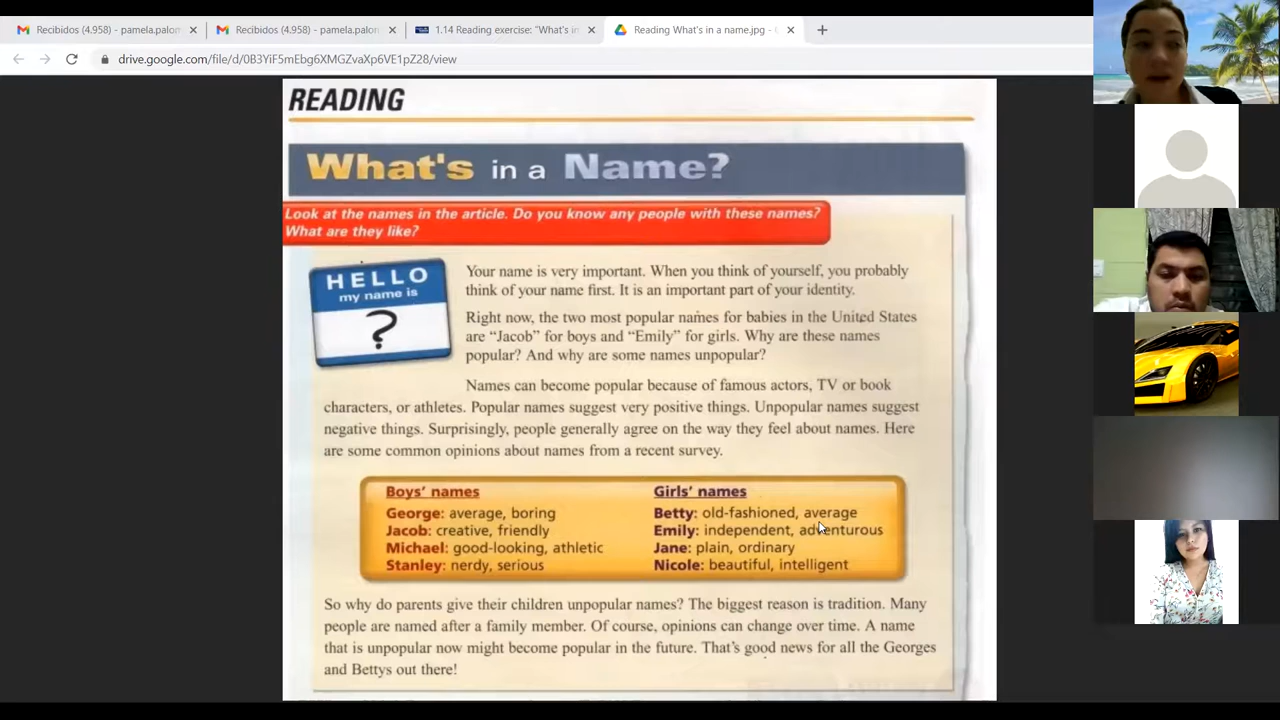 Recibidos (4.958) - pamela.palom
Recibidos (4.958) - pamela.palom
1.14 Reading exercise: "What's in
Reading What's in a name.jpg -
drive.google.com/file/d/0B3YiF5mEbg6XMGZvaXp6VE1pZ28/view
READING
What's in a Name?
Look at the names in the article. Do you know any people with these names?
What are they like?
HELLO
my name is
?
Your name is very important. When you think of yourself, you probably
think of your name first. It is an important part of your identity.
Right now, the two most popular names for babies in the United States
are “Jacob” for boys and “Emily” for girls. Why are these names
popular? And why are some names unpopular?
Names can become popular because of famous actors, TV or book
characters, or athletes. Popular names suggest very positive things. Unpopular names suggest
negative things. Surprisingly, people generally agree on the way they feel about names. Here
are some common opinions about names from a recent survey.
Boys' names
George: average, boring
Jacob: creative, friendly
Michael: good-looking, athletic
Stanley: nerdy, serious
Girls' names
Betty: old-fashioned, average
Emily: independent, adventurous
Jane: plain, ordinary
Nicole: beautiful, intelligent
So why do parents give their children unpopular names? The biggest reason is tradition. Many
people are named after a family member. Of course, opinions can change over time. A name
that is unpopular now might become popular in the future. That's good news for all the Georges
and Bettys out there!